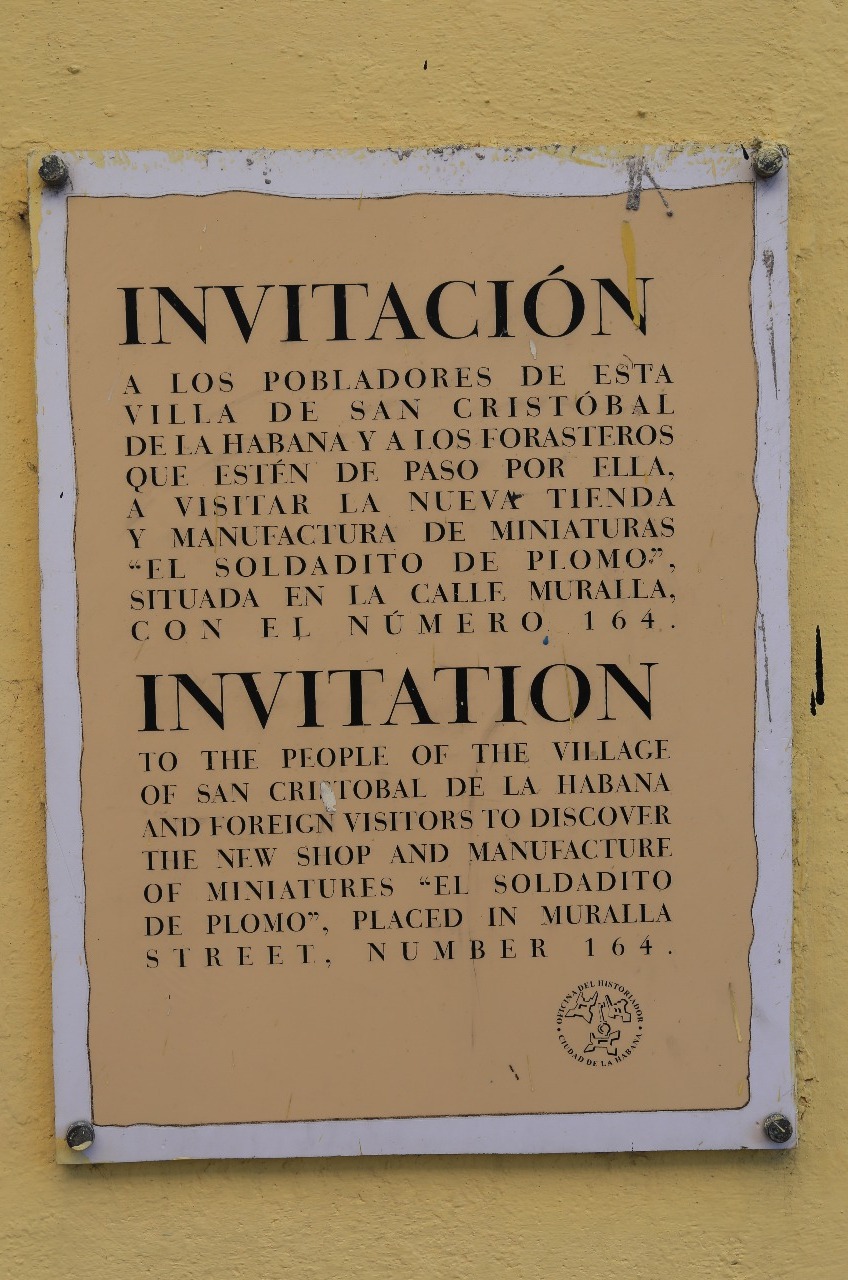 INVITACIÓN
A LOS POBLADORES DE ESTA
VILLA DE SAN CRISTÓBAL
DE LA HABANA Y A LOS FORASTEROS
QUE ESTÉN DE PASO POR ELLA,
A VISITAR LA NUEVA TIENDA
Y MANUFACTURA DE MINIATURAS
“EL SOLDADITO DE PLOMO”,
SITUADA EN LA CALLE MURALLA,
CON EL NÚMERO 164.
INVITATION
TO THE PEOPLE OF THE VILLAGE
OF SAN CRISTOBAL DE LA HABANA
AND FOREIGN VISITORS TO DISCOVER
THE NEW SHOP AND MANUFACTURE
OF MINIATURES “EL SOLDADITO
DE PLOMO”, PLACED IN MURALLA
STREET, NUMBER 164.
OFICINA DEL HISTORIADOR
• CIUDAD DE LA HABANA •